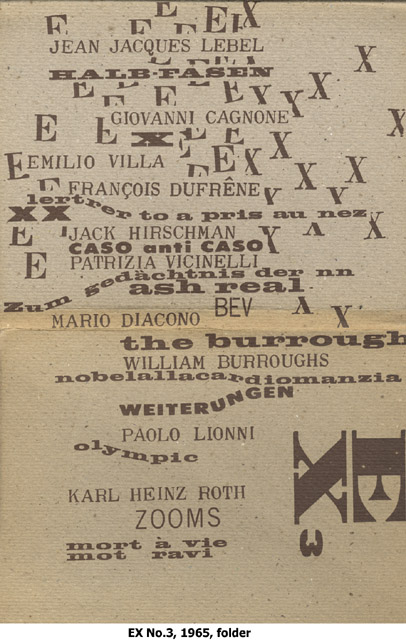 JEAN JACQUES LEBEL
HALB-FASEN
GIOVANNI CAGNONE
X
EMILIO VILLA
FRANÇOIS DUFRÊNE
lertrer to a pris au nez
XX
JACK HIRSCHMAN
CASO anti CASO
PATRIZIA VICINELLI
Zum gedächtnis der nn
ash real
BEV
MARIO DIACONO
the burrough
WILLIAM BURROUGHS
nobelallacardiomanzia
WEITERUNGEN
PAOLO LIONNI
olympic
EX
3
KARL HEINZ ROTH
ZOOMS
mort à vie
mot ravi
EX No.3, 1965, folder